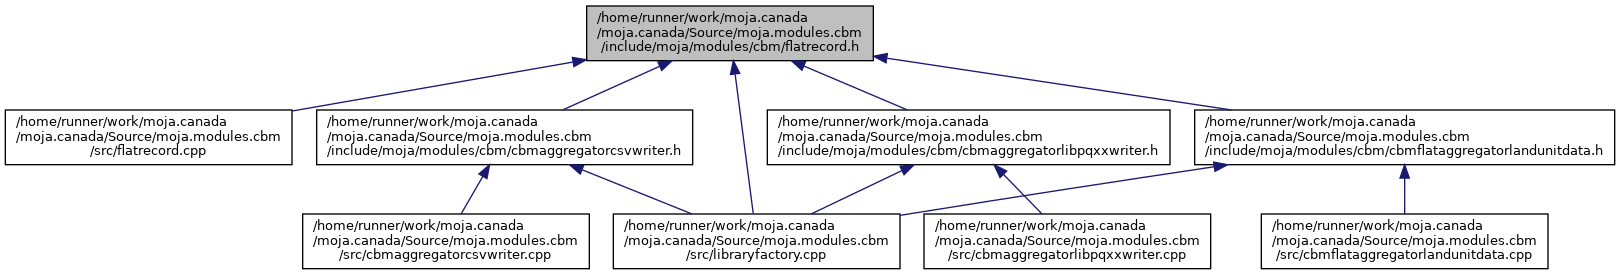 /home/runner/work/moja.canada
/moja.canada/Source/moja.modules.cbm
/include/moja/modules/cbm/flatrecord.h
/home/runner/work/moja.canada
/moja.canada/Source/moja.modules.cbm
/src/flatrecord.cpp
/home/runner/work/moja.canada
/moja.canada/Source/moja.modules.cbm
/include/moja/modules/cbm/cbmaggregatorcsvwriter.h
/home/runner/work/moja.canada
/moja.canada/Source/moja.modules.cbm
/include/moja/modules/cbm/cbmaggregatorlibpqxxwriter.h
/home/runner/work/moja.canada
/moja.canada/Source/moja.modules.cbm
/include/moja/modules/cbm/cbmflataggregatorlandunitdata.h
/home/runner/work/moja.canada
/moja.canada/Source/moja.modules.cbm
/src/cbmaggregatorcsvwriter.cpp
/home/runner/work/moja.canada
/moja.canada/Source/moja.modules.cbm
/src/libraryfactory.cpp
/home/runner/work/moja.canada
/moja.canada/Source/moja.modules.cbm
/src/cbmaggregatorlibpqxxwriter.cpp
/home/runner/work/moja.canada
/moja.canada/Source/moja.modules.cbm
/src/cbmflataggregatorlandunitdata.cpp